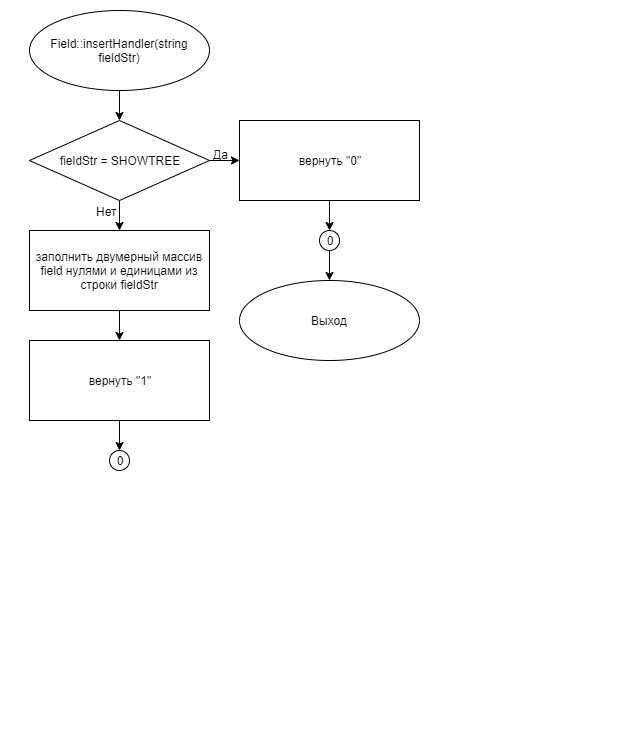 Field::insertHandler(string
fieldStr)
fieldStr = SHOWTREE
Да
вернуть "0"
Нет
0
заполнить двумерный массив
field нулями и единицами из
строки fieldStr
Выход
вернуть "1"
0